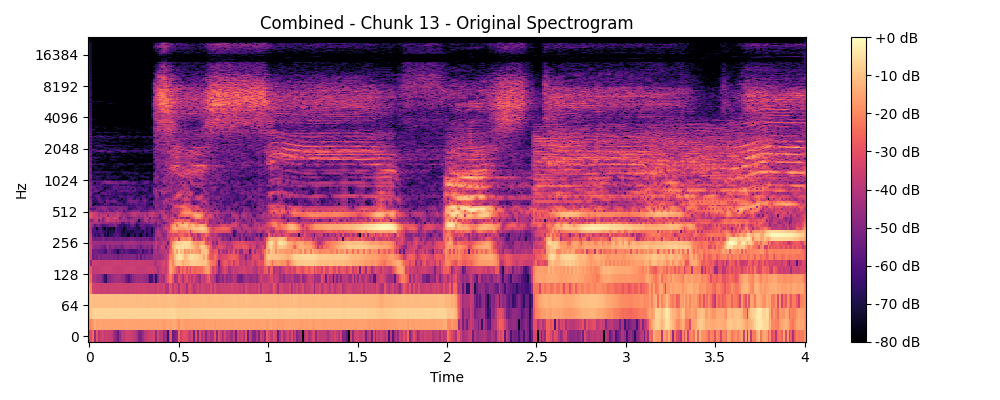 Combined - Chunk 13 - Original Spectrogram
Hz
16384
8192
4096
2048
1024
512
256
128
64
0
0 0.5 1 1.5 2 2.5 3 3.5 4
Time
+0 dB
-10 dB
-20 dB
-30 dB
-40 dB
-50 dB
-60 dB
-70 dB
-80 dB